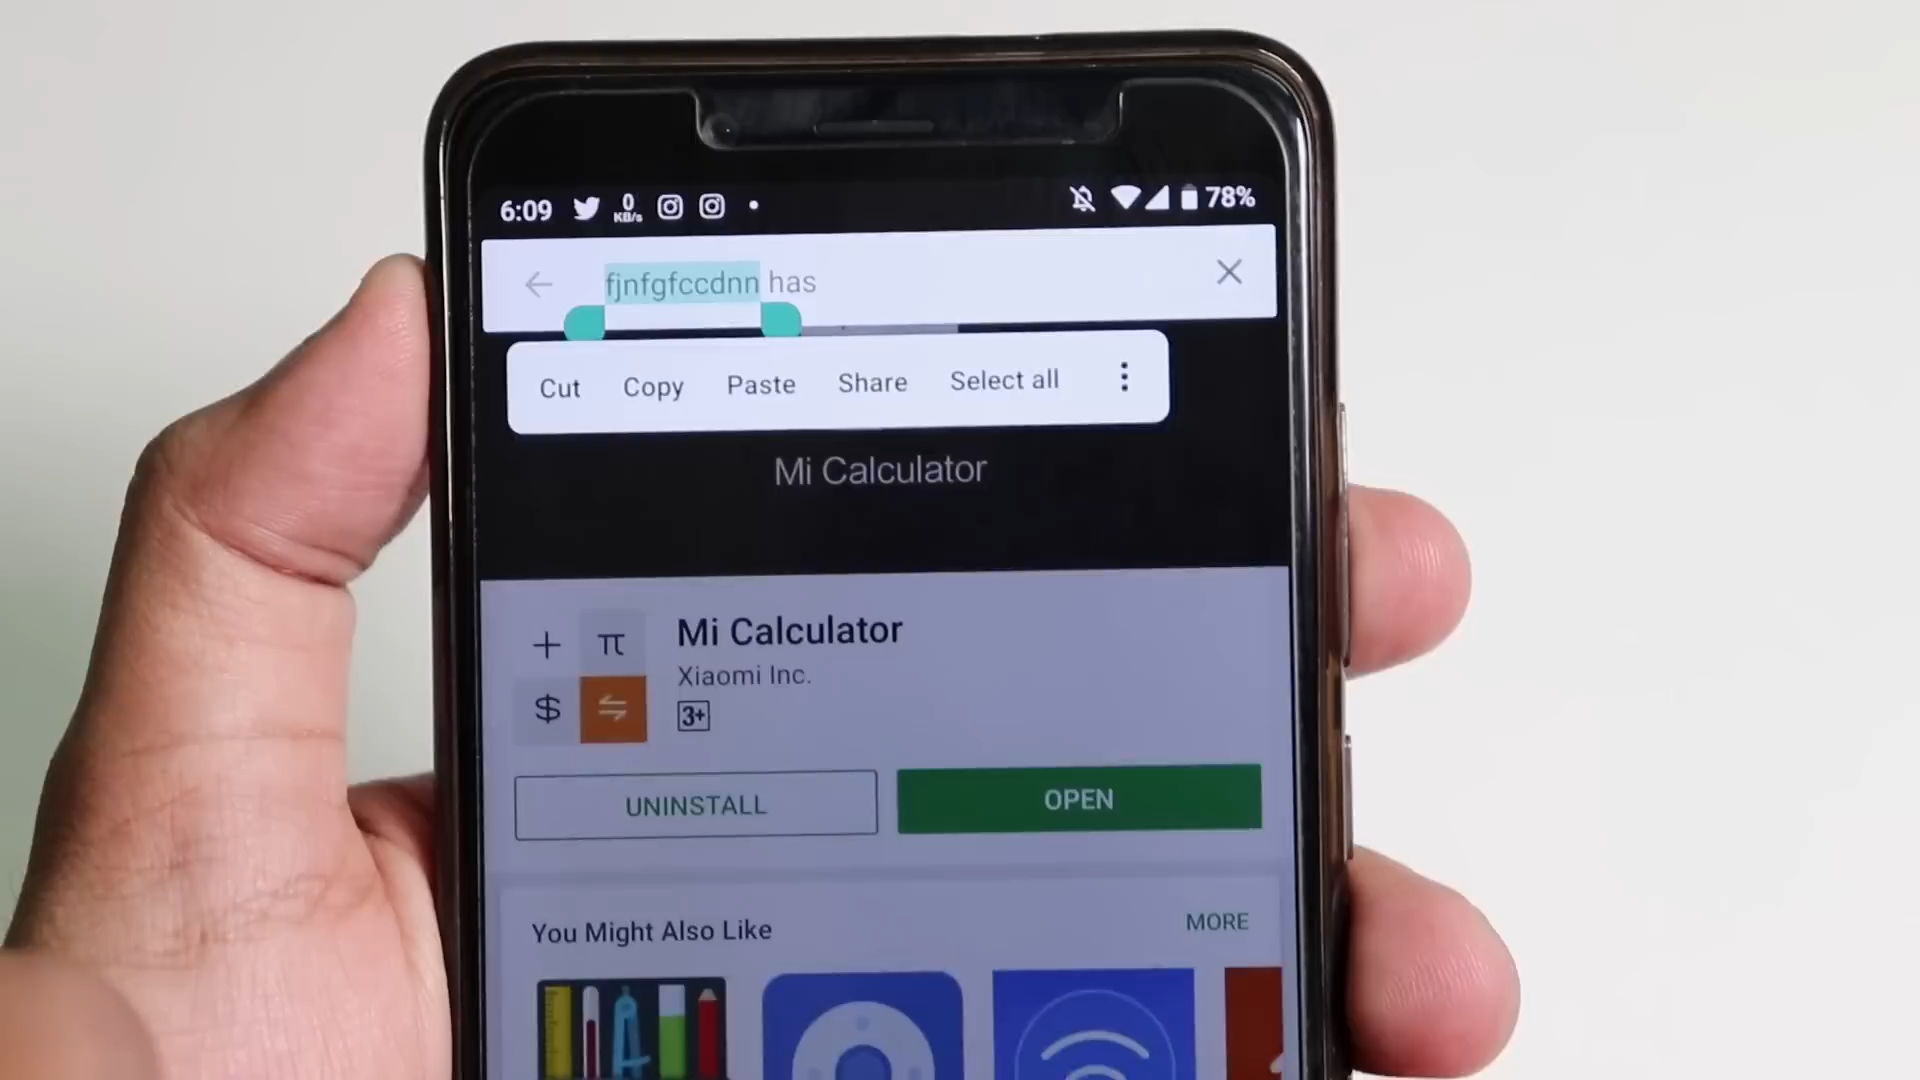 6:09 0 KB/s 78%
fjnfgfccdnn has
Cut Copy Paste Share Select all
Mi Calculator
+ π
$
Mi Calculator
Xiaomi Inc.
3+
UNINSTALL OPEN
You Might Also Like MORE